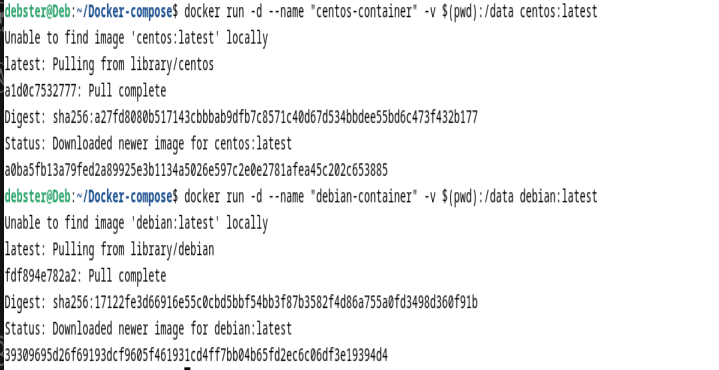 debster@Deb:~/Docker-compose$ docker run -d --name "centos-container" -v $(pwd):/data centos:latest
Unable to find image 'centos:latest' locally
latest: Pulling from library/centos
a1d0c7532777: Pull complete
Digest: sha256:a27fd8080b517143cbbbab9dfb7c8571c40d67d534bbdee55bd6c473f432b177
Status: Downloaded newer image for centos:latest
a0ba5fb13a79fed2a89925e3b1134a5026e597c2e0e2781afea45c202c653885
debster@Deb:~/Docker-compose$ docker run -d --name "debian-container" -v $(pwd):/data debian:latest
Unable to find image 'debian:latest' locally
latest: Pulling from library/debian
fdf894e782a2: Pull complete
Digest: sha256:17122fe3d66916e55c0cbd5bbf54bb3f87b3582f4d86a755a0fd3498d360f91b
Status: Downloaded newer image for debian:latest
39309695d26f69193dcf9605f461931cd4ff7bb04b65fd2ec6c06df3e19394d4